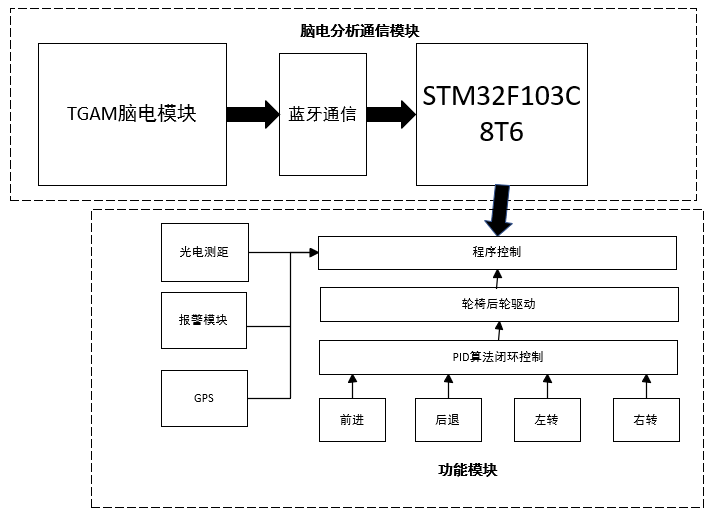 脑电分析通信模块
TGAM脑电模块
蓝牙通信
STM32F103C
8T6
光电测距
程序控制
报警模块
轮椅后轮驱动
PID算法闭环控制
GPS
前进
后退
左转
右转
功能模块